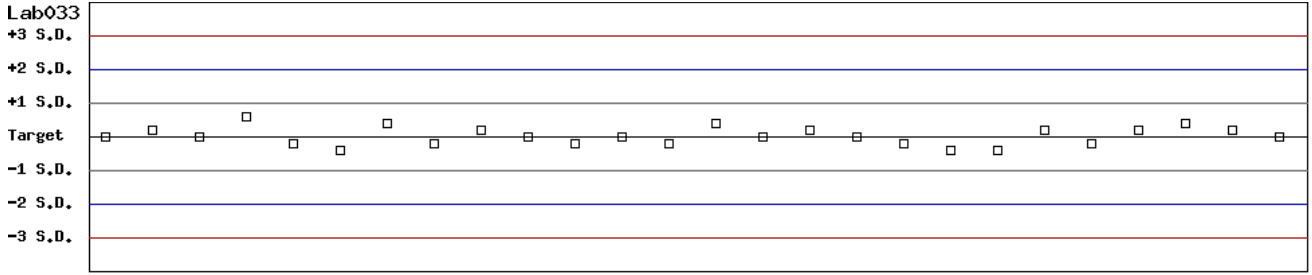 Lab033
+3 S.D.
+2 S.D.
+1 S.D.
Target
-1 S.D.
-2 S.D.
-3 S.D.